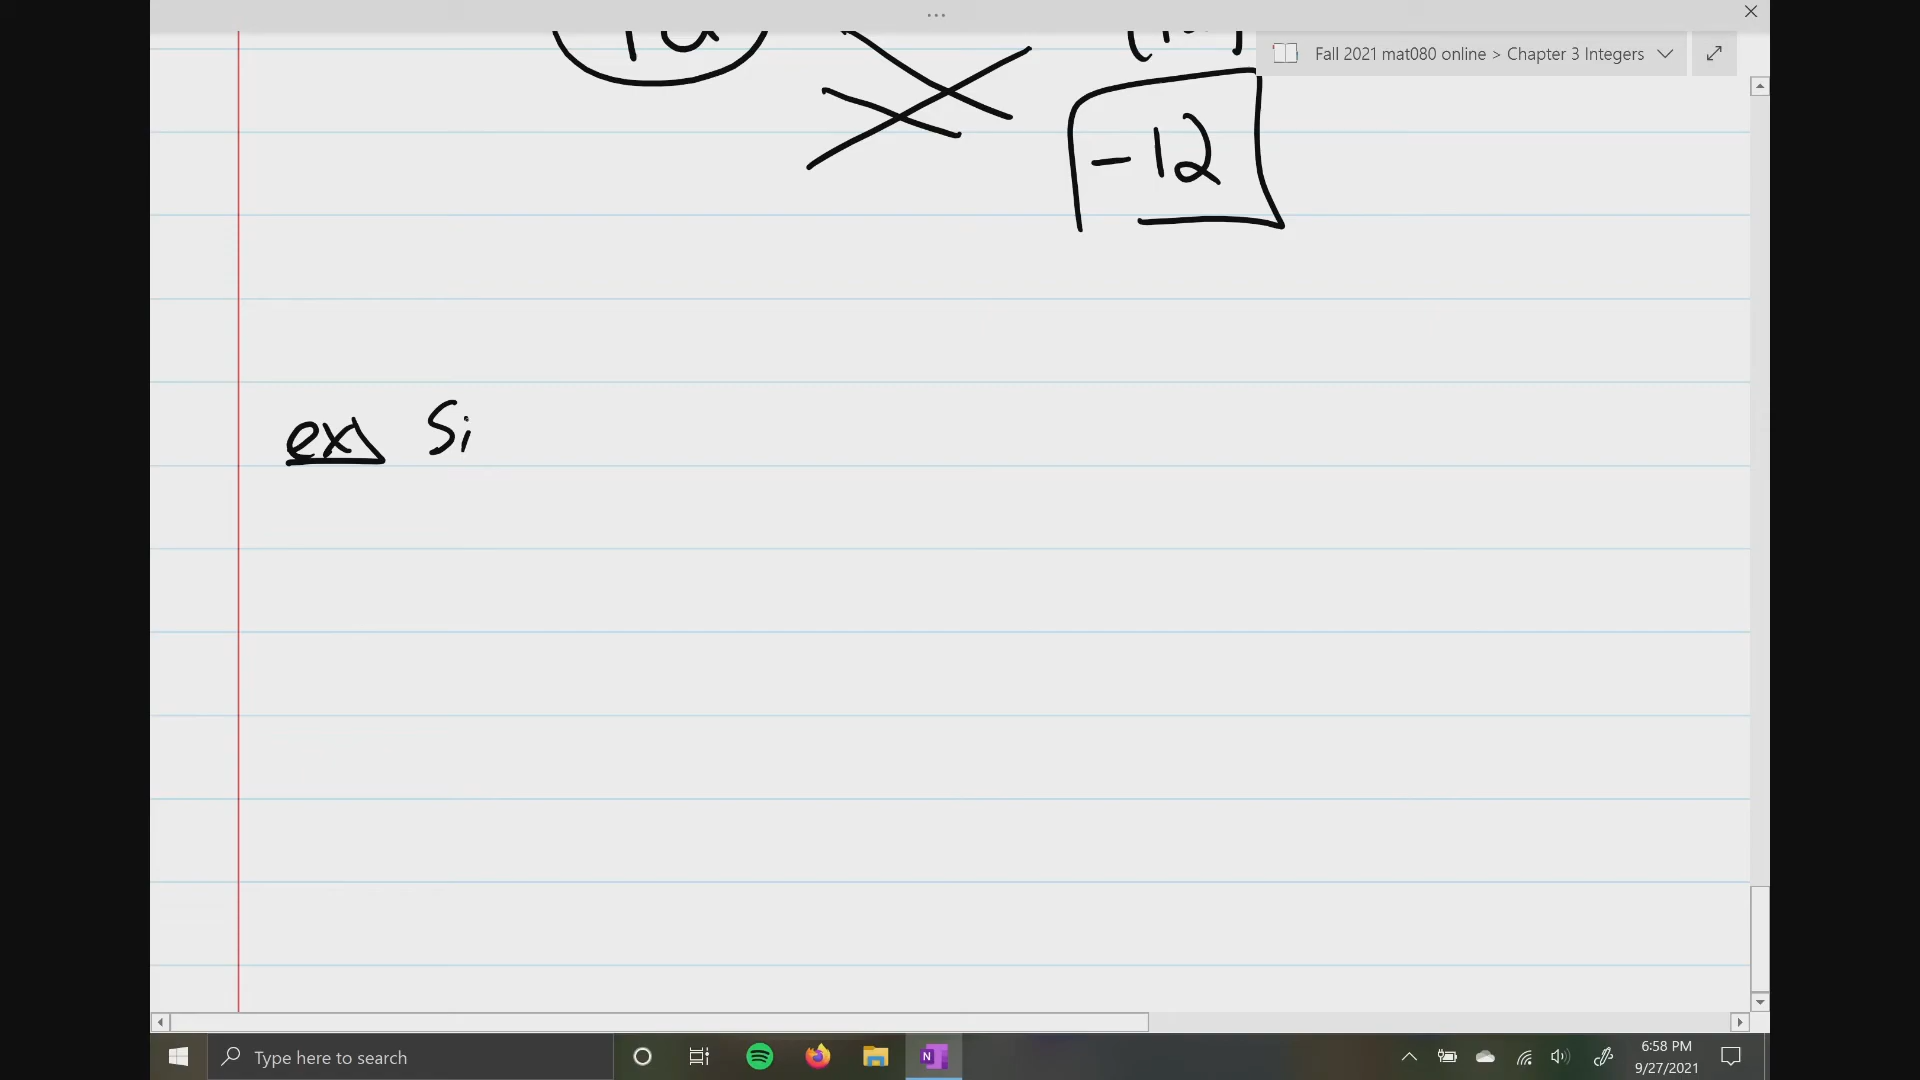 ...
Fall 2021 mat080 online > Chapter 3 Integers
-12
ex) Si
Type here to search
6:58 PM
9/27/2021